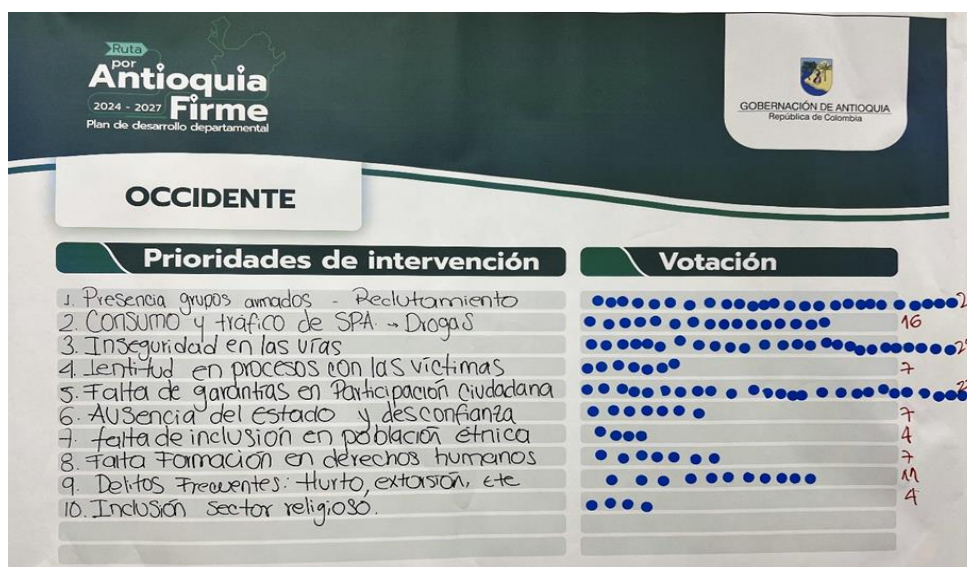 Ruta
por
Antioquia
2024 - 2027 Firme
Plan de desarrollo departamental
GOBERNACIÓN DE ANTIOQUIA
República de Colombia
OCCIDENTE
Prioridades de intervención Votación
1. Presencia grupos armados - Reclutamiento
2. Consumo y tráfico de SPA → Drogas 16
3. Inseguridad en las vías
4. lentitud en procesos con las víctimas 7
5. Falta de garantías en Participación ciudadana
6. Ausencia del estado y desconfianza 7
7. falta de inclusión en población étnica 4
8. Falta Formación en derechos humanos 7
9. Delitos Frecuentes: Hurto, extorsión, etc 11
10. Inclusión sector religioso. 4